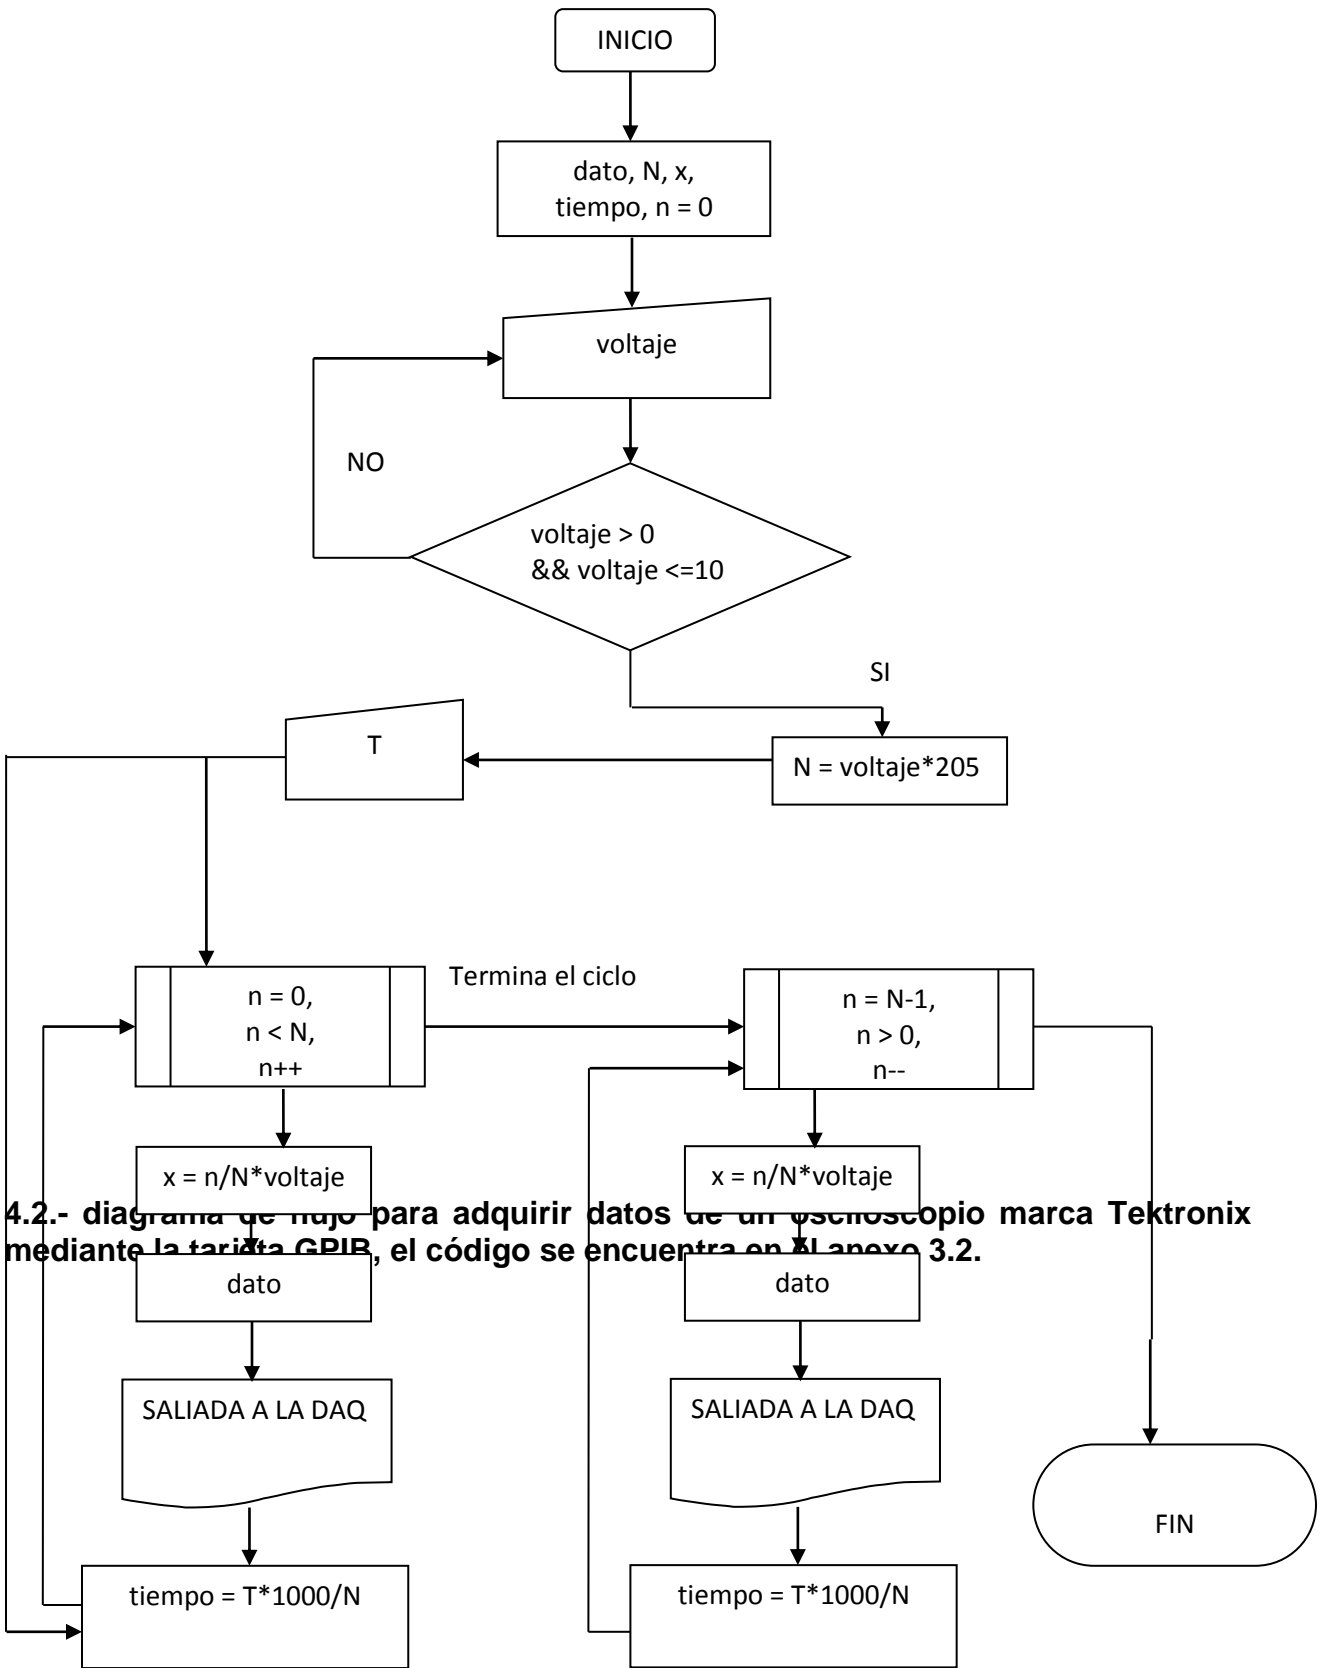 INICIO
dato, N, x,
tiempo, n = 0
voltaje
NO
voltaje > 0
&& voltaje <=10
SI
T
N = voltaje*205
n = 0,
n < N,
n++
Termina el ciclo
n = N-1,
n > 0,
n--
x = n/N*voltaje
x = n/N*voltaje
4.2.- diagrama de flujo para adquirir datos de un osciloscopio marca Tektronix
mediante la tarjeta GPIB, el código se encuentra en el anexo 3.2.
dato
dato
SALIADA A LA DAQ
SALIADA A LA DAQ
FIN
tiempo = T*1000/N
tiempo = T*1000/N